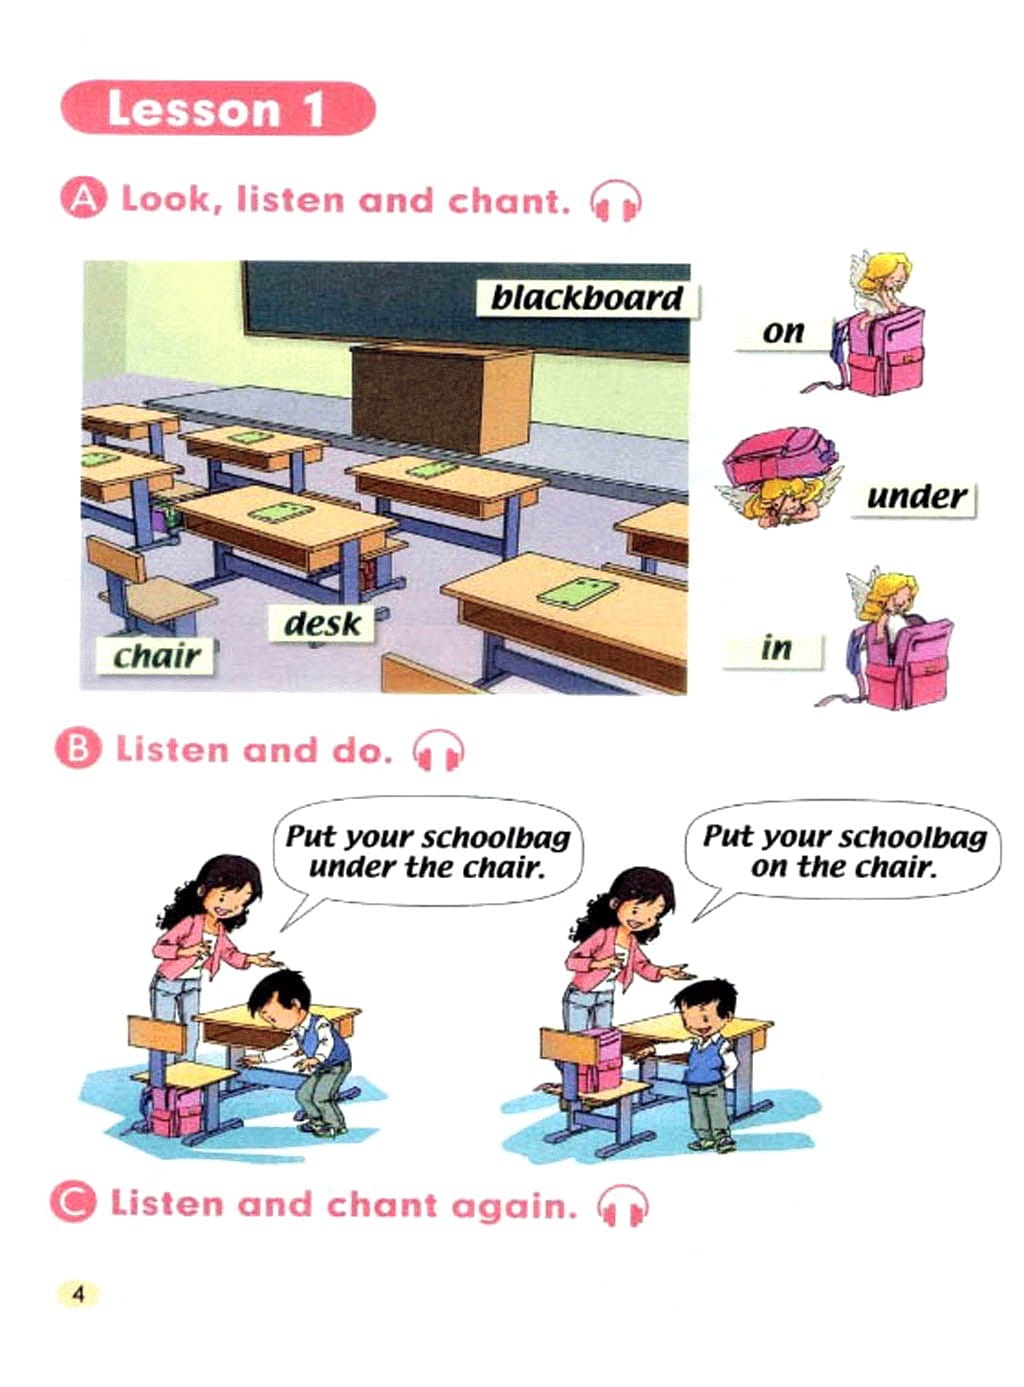 Lesson 1
A Look, listen and chant.
blackboard
on
under
desk
chair
in
B Listen and do.
Put your schoolbag
under the chair.
Put your schoolbag
on the chair.
C Listen and chant again.
4